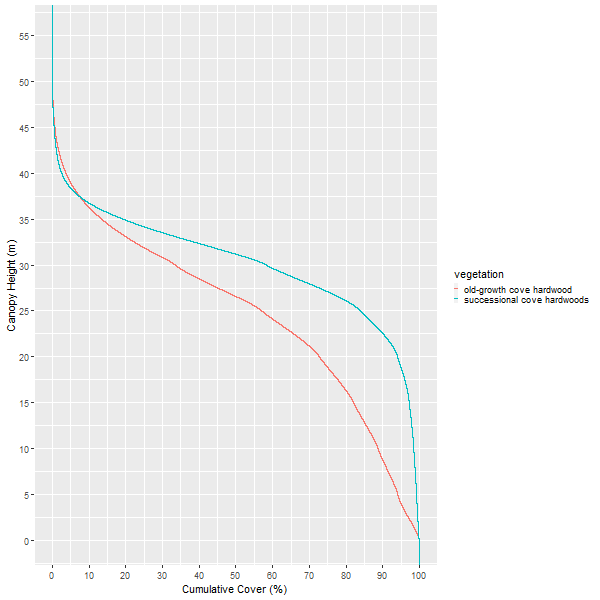 Canopy Height (m)
55
50
45
40
35
30
25
20
15
10
5
0
0 10 20 30 40 50 60 70 80 90 100
Cumulative Cover (%)
vegetation
old-growth cove hardwood
successional cove hardwoods